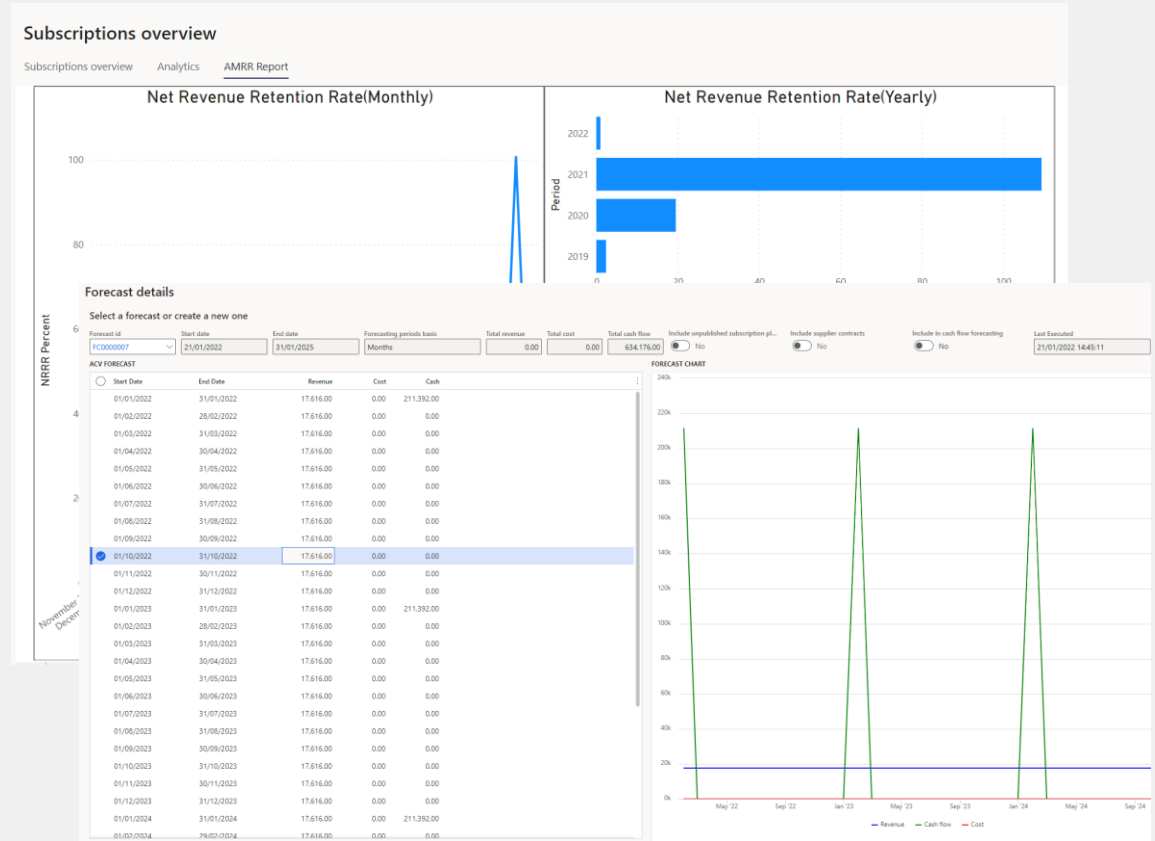 Subscriptions overview
Subscriptions overview Analytics AMRR Report
Net Revenue Retention Rate(Monthly)
100
80
NRRR Percent
November
Net Revenue Retention Rate(Yearly)
Period
2022
2021
2020
2019
0 20 40 60 80 100
Forecast details
Select a forecast or create a new one
Forecast id Start date End date Forecasting periods basis Total revenue Total cost Total cash flow Include unpublished subscription pl... Include supplier contracts Include in cash flow forecasting Last Executed
FC0000007 21/01/2022 31/01/2025 Months 0.00 0.00 634,176.00 No No No 21/01/2022 14:45:11
ACV FORECAST
Start Date End Date Revenue Cost Cash
01/01/2022 31/01/2022 17,616.00 0.00 211,392.00
01/02/2022 28/02/2022 17,616.00 0.00 0.00
01/03/2022 31/03/2022 17,616.00 0.00 0.00
01/04/2022 30/04/2022 17,616.00 0.00 0.00
01/05/2022 31/05/2022 17,616.00 0.00 0.00
01/06/2022 30/06/2022 17,616.00 0.00 0.00
01/07/2022 31/07/2022 17,616.00 0.00 0.00
01/08/2022 31/08/2022 17,616.00 0.00 0.00
01/09/2022 30/09/2022 17,616.00 0.00 0.00
01/10/2022 31/10/2022 17,616.00 0.00 0.00
01/11/2022 30/11/2022 17,616.00 0.00 0.00
01/12/2022 31/12/2022 17,616.00 0.00 0.00
01/01/2023 31/01/2023 17,616.00 0.00 211,392.00
01/02/2023 28/02/2023 17,616.00 0.00 0.00
01/03/2023 31/03/2023 17,616.00 0.00 0.00
01/04/2023 30/04/2023 17,616.00 0.00 0.00
01/05/2023 31/05/2023 17,616.00 0.00 0.00
01/06/2023 30/06/2023 17,616.00 0.00 0.00
01/07/2023 31/07/2023 17,616.00 0.00 0.00
01/08/2023 31/08/2023 17,616.00 0.00 0.00
01/09/2023 30/09/2023 17,616.00 0.00 0.00
01/10/2023 31/10/2023 17,616.00 0.00 0.00
01/11/2023 30/11/2023 17,616.00 0.00 0.00
01/12/2023 31/12/2023 17,616.00 0.00 0.00
01/01/2024 31/01/2024 17,616.00 0.00 211,392.00
01/02/2024 29/02/2024 17,616.00 0.00 0.00
FORECAST CHART
240k
220k
200k
180k
160k
140k
120k
100k
80k
60k
40k
20k
0k
May '22 Sep '22 Jan '23 May '23 Sep '23 Jan '24 May '24 Sep '24
Revenue Cash flow Cost